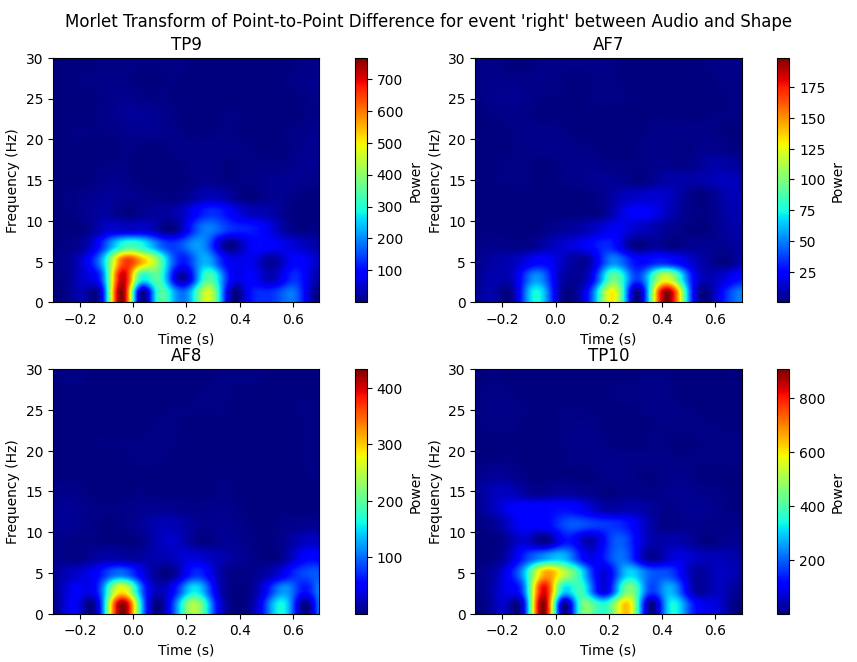 Morlet Transform of Point-to-Point Difference for event 'right' between Audio and Shape
TP9
AF7
30
25
20
15
10
5
0
Frequency (Hz)
−0.2 0.0 0.2 0.4 0.6
Time (s)
700
600
500
400
300
200
100
Power
30
25
20
15
10
5
0
Frequency (Hz)
−0.2 0.0 0.2 0.4 0.6
Time (s)
175
150
125
100
75
50
25
Power
AF8
TP10
30
25
20
15
10
5
0
Frequency (Hz)
−0.2 0.0 0.2 0.4 0.6
Time (s)
400
300
200
100
Power
30
25
20
15
10
5
0
Frequency (Hz)
−0.2 0.0 0.2 0.4 0.6
Time (s)
800
600
400
200
Power